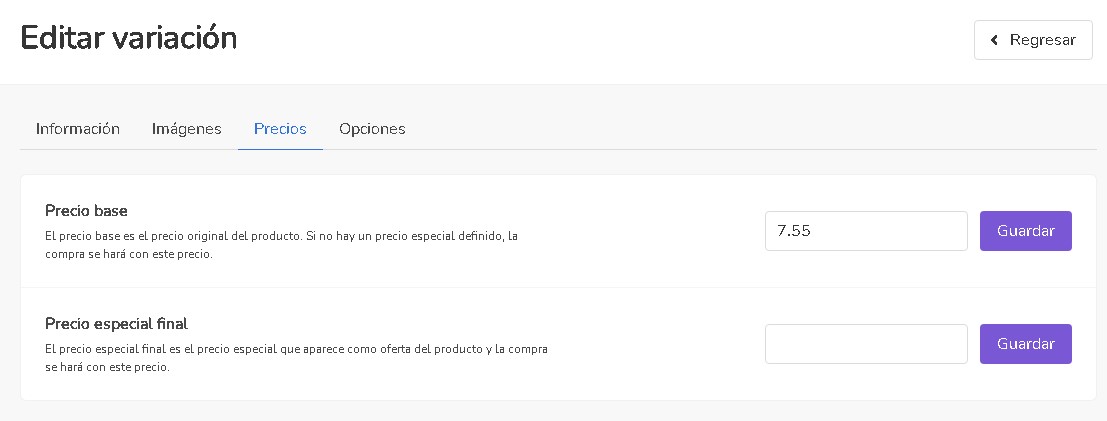 Editar variación
Regresar
Información Imágenes Precios Opciones
Precio base
El precio base es el precio original del producto. Si no hay un precio especial definido, la
compra se hará con este precio.
7.55
Guardar
Precio especial final
El precio especial final es el precio especial que aparece como oferta del producto y la compra
se hará con este precio.
Guardar